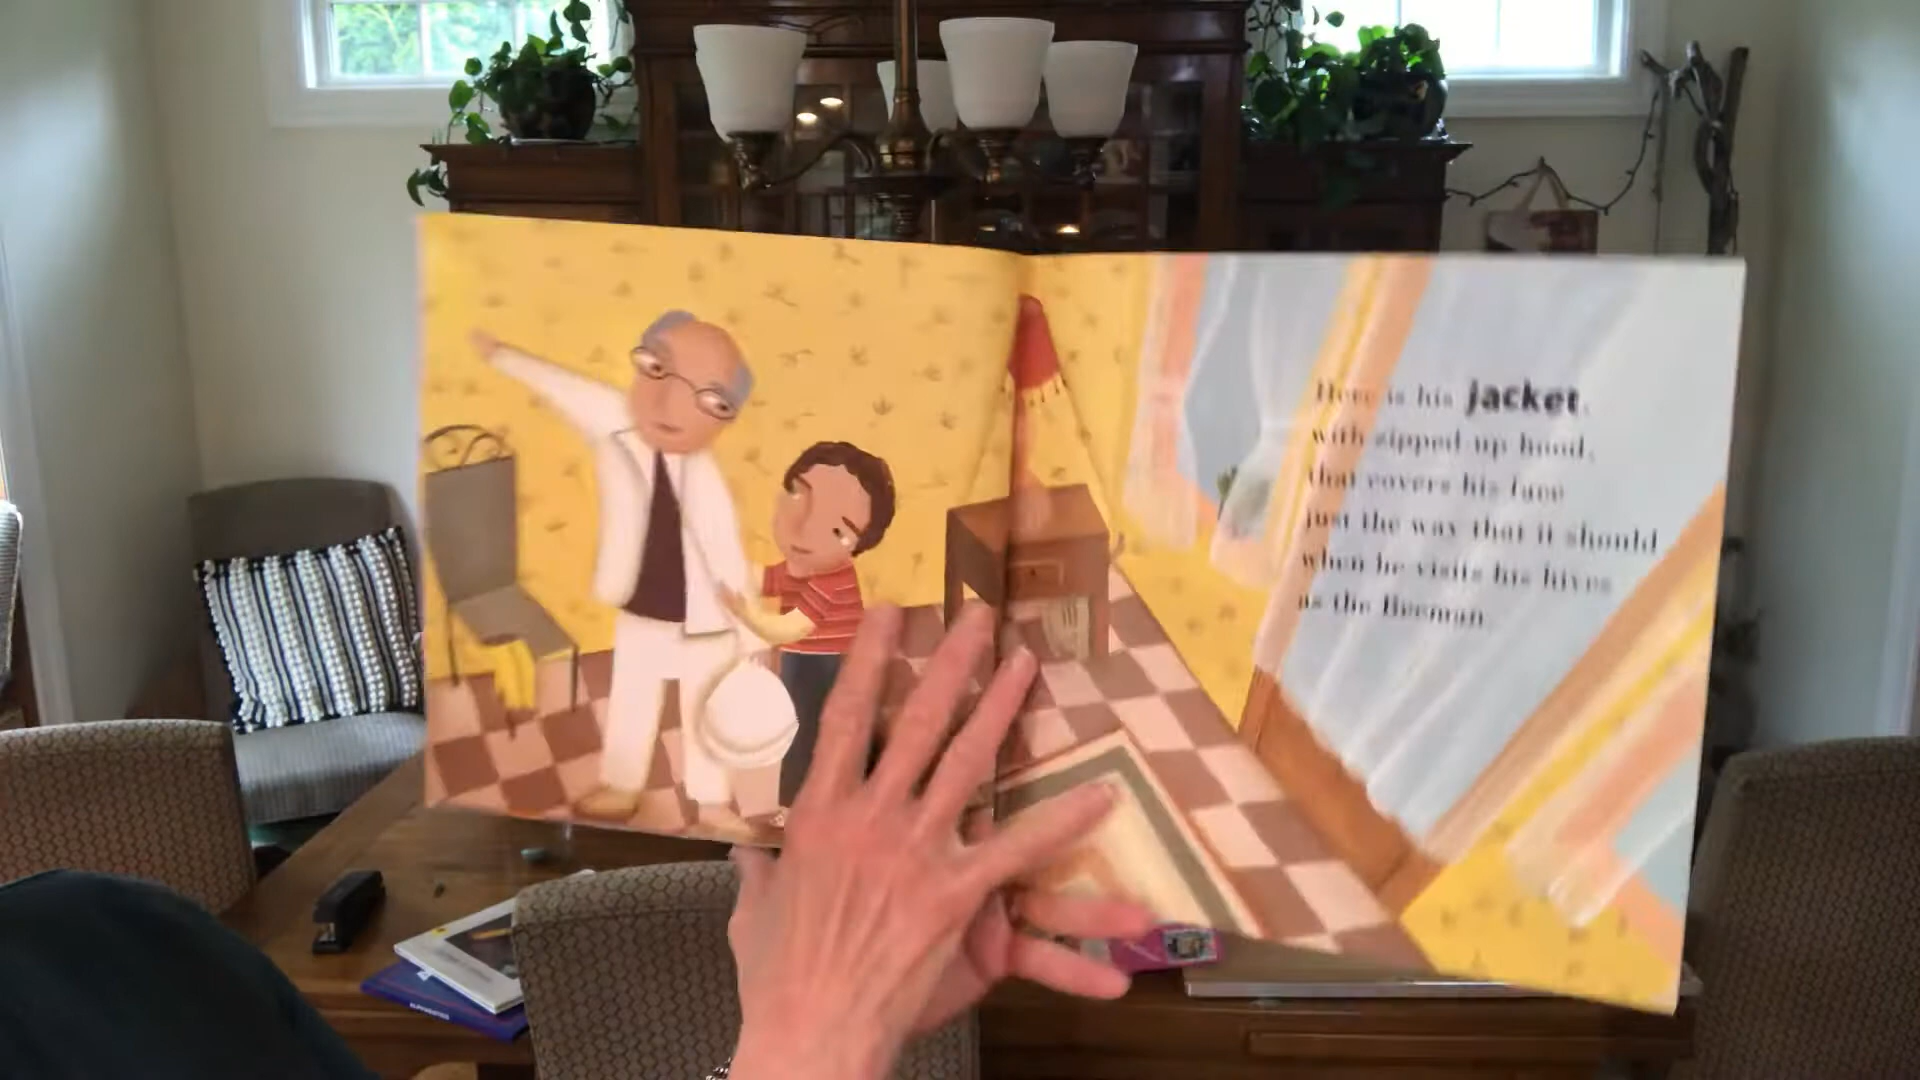 Here is his jacket,
with zipped up hood,
that covers his face
just the way that it should
when he visits his hives
as the Beeman.